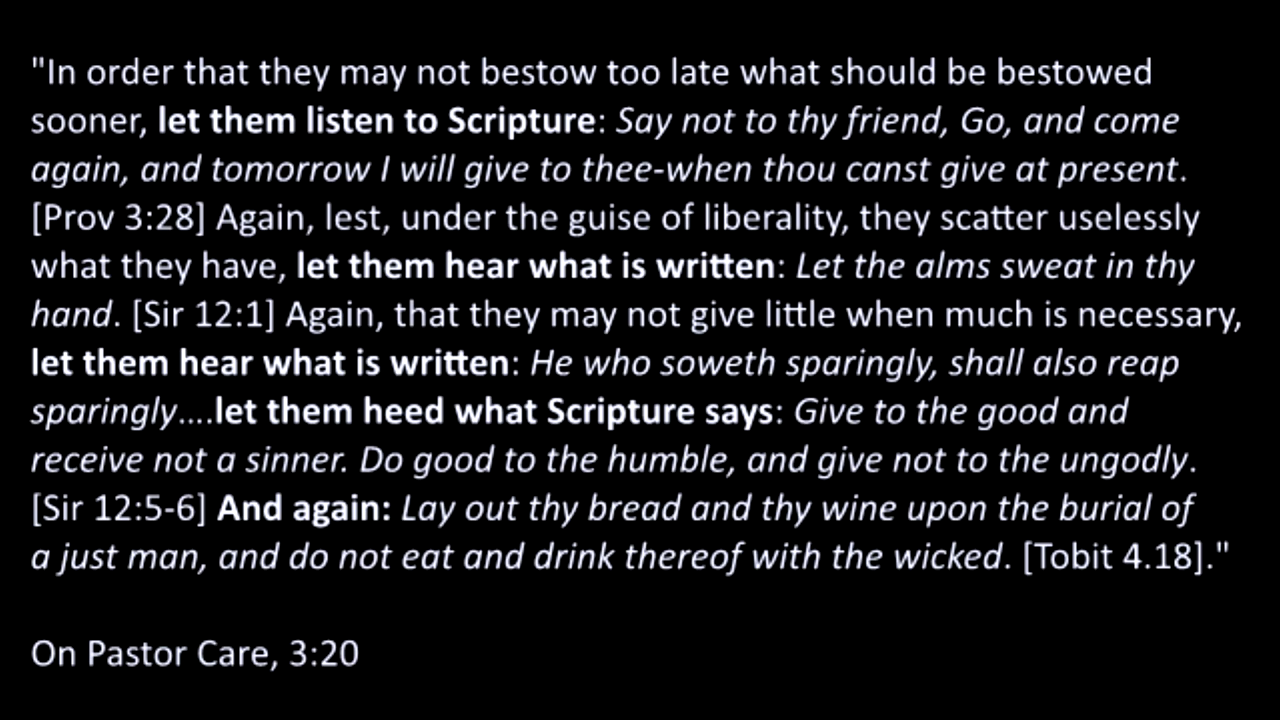 "In order that they may not bestow too late what should be bestowed
sooner, let them listen to Scripture: Say not to thy friend, Go, and come
again, and tomorrow I will give to thee-when thou canst give at present.
[Prov 3:28] Again, lest, under the guise of liberality, they scatter uselessly
what they have, let them hear what is written: Let the alms sweat in thy
hand. [Sir 12:1] Again, that they may not give little when much is necessary,
let them hear what is written: He who soweth sparingly, shall also reap
sparingly....let them heed what Scripture says: Give to the good and
receive not a sinner. Do good to the humble, and give not to the ungodly.
[Sir 12:5-6] And again: Lay out thy bread and thy wine upon the burial of
a just man, and do not eat and drink thereof with the wicked. [Tobit 4.18]."
On Pastor Care, 3:20